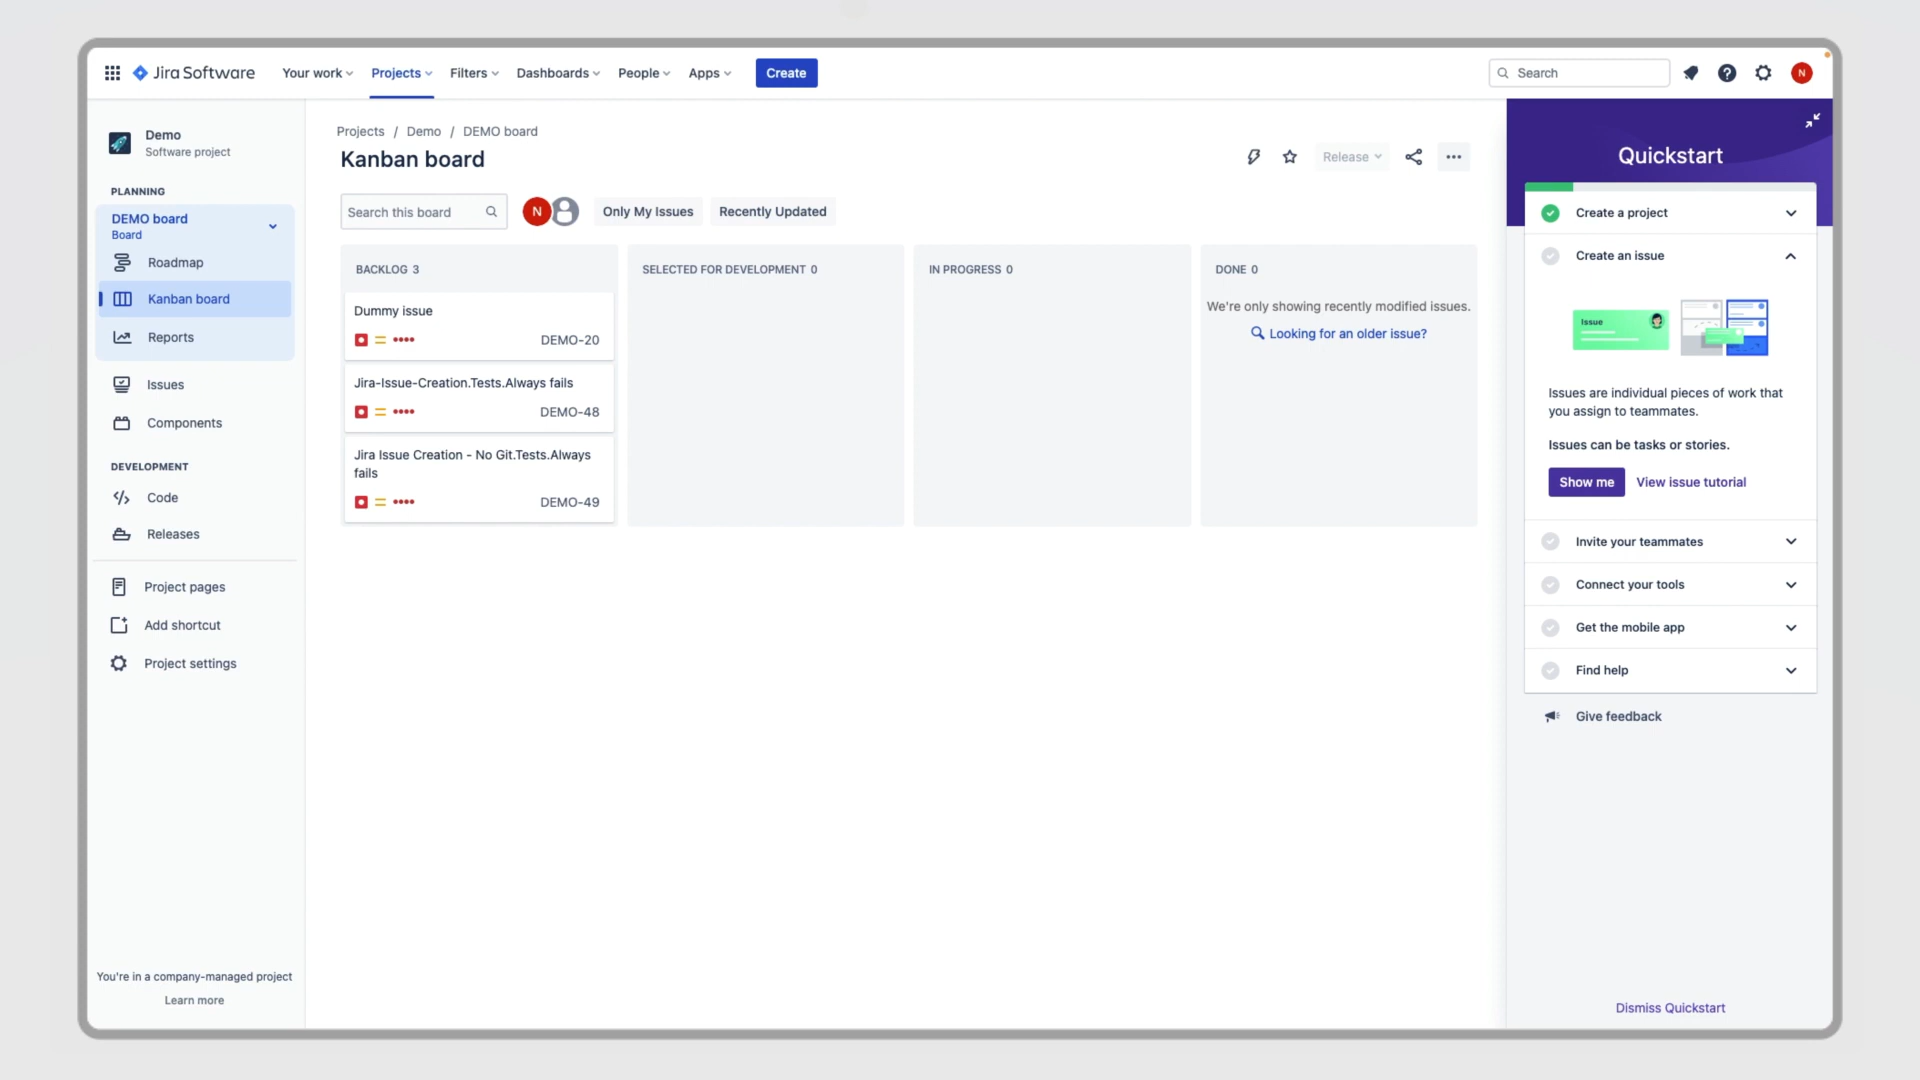 Jira Software
Your work
Projects
Filters
Dashboards
People
Apps
Create
Search
N
Demo
Software project
PLANNING
DEMO board
Board
Roadmap
Kanban board
Reports
Issues
Components
DEVELOPMENT
Code
Releases
Project pages
Add shortcut
Project settings
You're in a company-managed project
Learn more
Projects / Demo / DEMO board
Kanban board
Release
Search this board
N
Only My Issues
Recently Updated
BACKLOG 3
Dummy issue
DEMO-20
Jira-Issue-Creation.Tests.Always fails
DEMO-48
Jira Issue Creation - No Git.Tests.Always
fails
DEMO-49
SELECTED FOR DEVELOPMENT 0
IN PROGRESS 0
DONE 0
We're only showing recently modified issues.
Looking for an older issue?
Quickstart
Create a project
Create an issue
Issue
Issues are individual pieces of work that
you assign to teammates.
Issues can be tasks or stories.
Show me
View issue tutorial
Invite your teammates
Connect your tools
Get the mobile app
Find help
Give feedback
Dismiss Quickstart